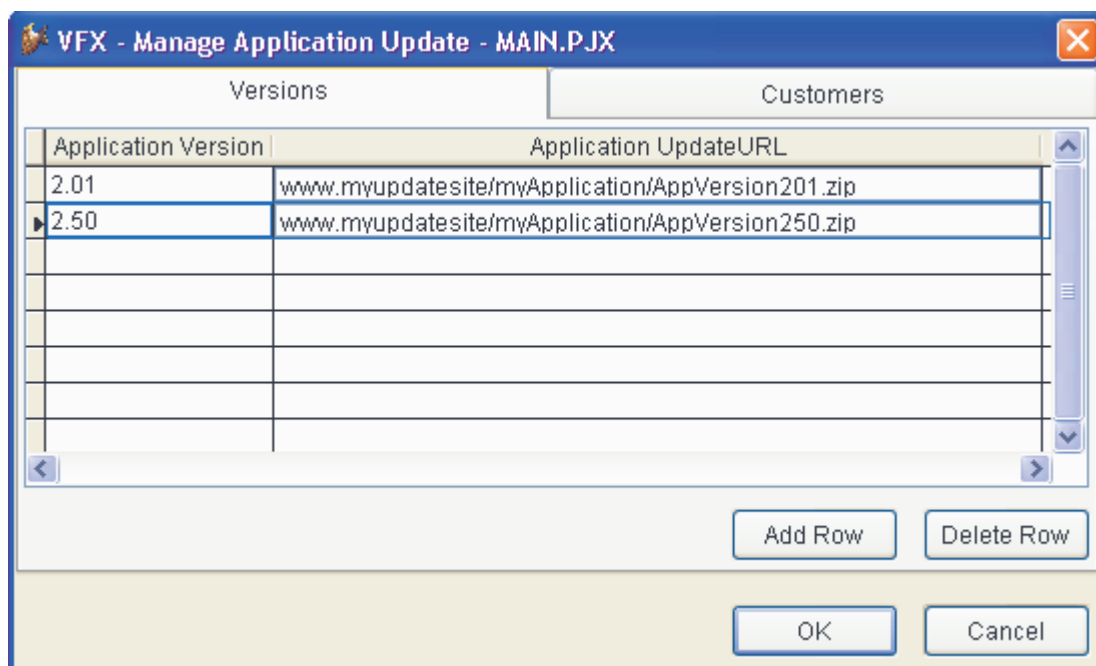 VFX - Manage Application Update - MAIN.PJX
Versions
Customers
Application Version
Application UpdateURL
2.01
www.myupdatesite/myApplication/AppVersion201.zip
2.50
www.myupdatesite/myApplication/AppVersion250.zip
Add Row
Delete Row
OK
Cancel